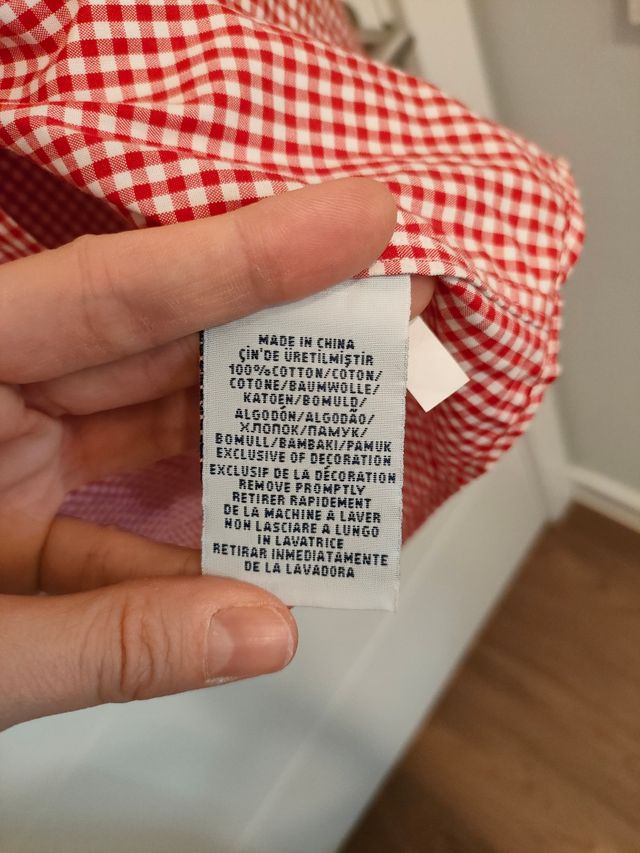 MADE IN CHINA
ÇİN'DE ÜRETİLMİŞTİR
100%COTTON/COTON/
COTONE/BAUMWOLLE/
KATOEN/BOMULD/
ALGODÓN/ALGODÃO/
ХЛОПОК/ПАМУК/
BOMULL/BAMBAKI/PAMUK
EXCLUSIVE OF DECORATION
EXCLUSIF DE LA DÉCORATION
REMOVE PROMPTLY
RETIRER RAPIDEMENT
DE LA MACHINE À LAVER
NON LASCIARE A LUNGO
IN LAVATRICE
RETIRAR INMEDIATAMENTE
DE LA LAVADORA